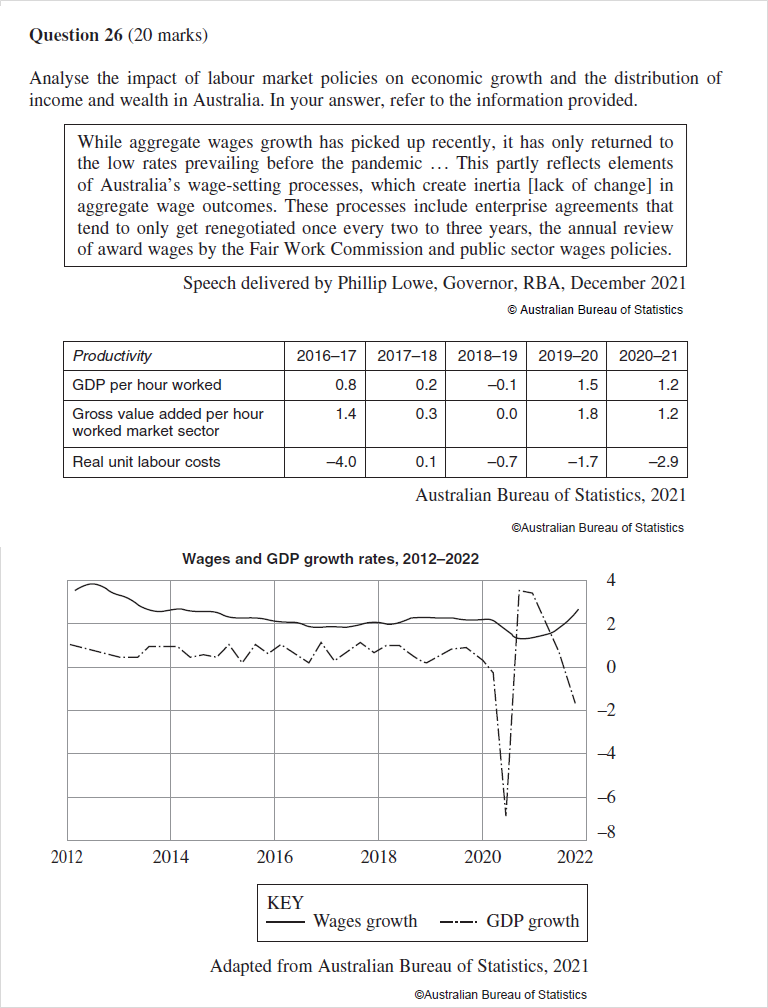 Question 26 (20 marks)
Analyse the impact of labour market policies on economic growth and the distribution of
income and wealth in Australia. In your answer, refer to the information provided.
While aggregate wages growth has picked up recently, it has only returned to
the low rates prevailing before the pandemic … This partly reflects elements
of Australia's wage-setting processes, which create inertia [lack of change] in
aggregate wage outcomes. These processes include enterprise agreements that
tend to only get renegotiated once every two to three years, the annual review
of award wages by the Fair Work Commission and public sector wages policies.
Speech delivered by Phillip Lowe, Governor, RBA, December 2021
© Australian Bureau of Statistics
Productivity 2016–17 2017–18 2018–19 2019–20 2020–21
GDP per hour worked 0.8 0.2 –0.1 1.5 1.2
Gross value added per hour 1.4 0.3 0.0 1.8 1.2
worked market sector
Real unit labour costs –4.0 0.1 –0.7 –1.7 –2.9
Australian Bureau of Statistics, 2021
©Australian Bureau of Statistics
Wages and GDP growth rates, 2012–2022
4
2
0
–2
–4
–6
–8
2012 2014 2016 2018 2020 2022
KEY
Wages growth GDP growth
Adapted from Australian Bureau of Statistics, 2021
©Australian Bureau of Statistics